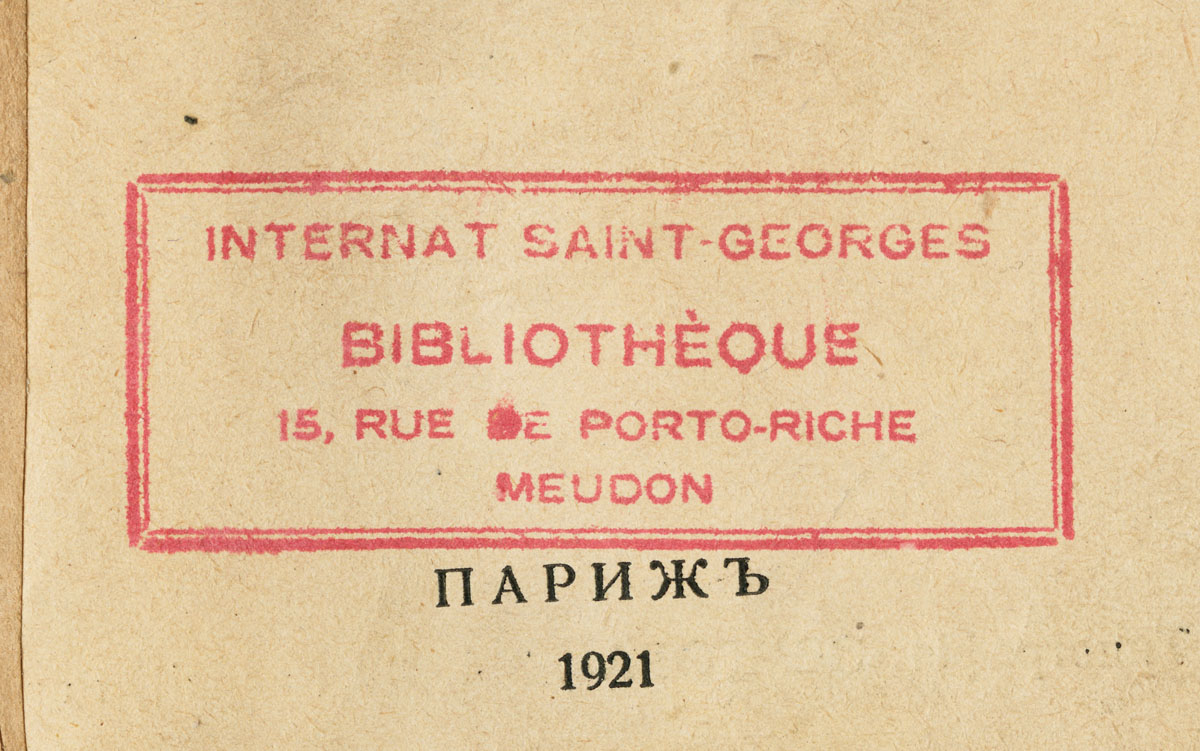 INTERNAT SAINT-GEORGES
BIBLIOTHÈQUE
15, RUE DE PORTO-RICHE
MEUDON
ПАРИЖЪ
1921